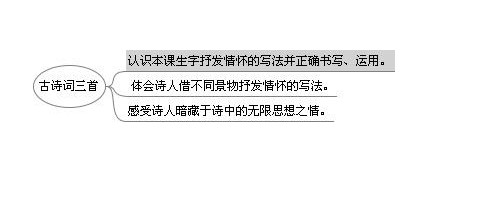 古诗词三首
认识本课生字抒发情怀的写法并正确书写、运用。
体会诗人借不同景物抒发情怀的写法。
感受诗人暗藏于诗中的无限思想之情。